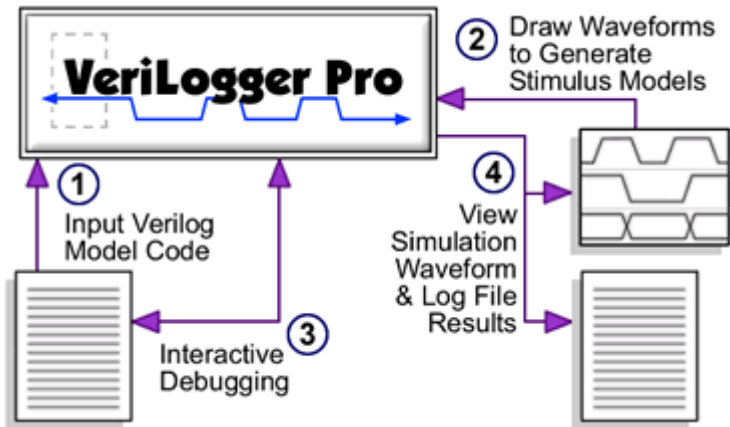 VeriLogger Pro
2
Draw Waveforms
to Generate
Stimulus Models
1
Input Verilog
Model Code
3
Interactive
Debugging
4
View
Simulation
Waveform
& Log File
Results